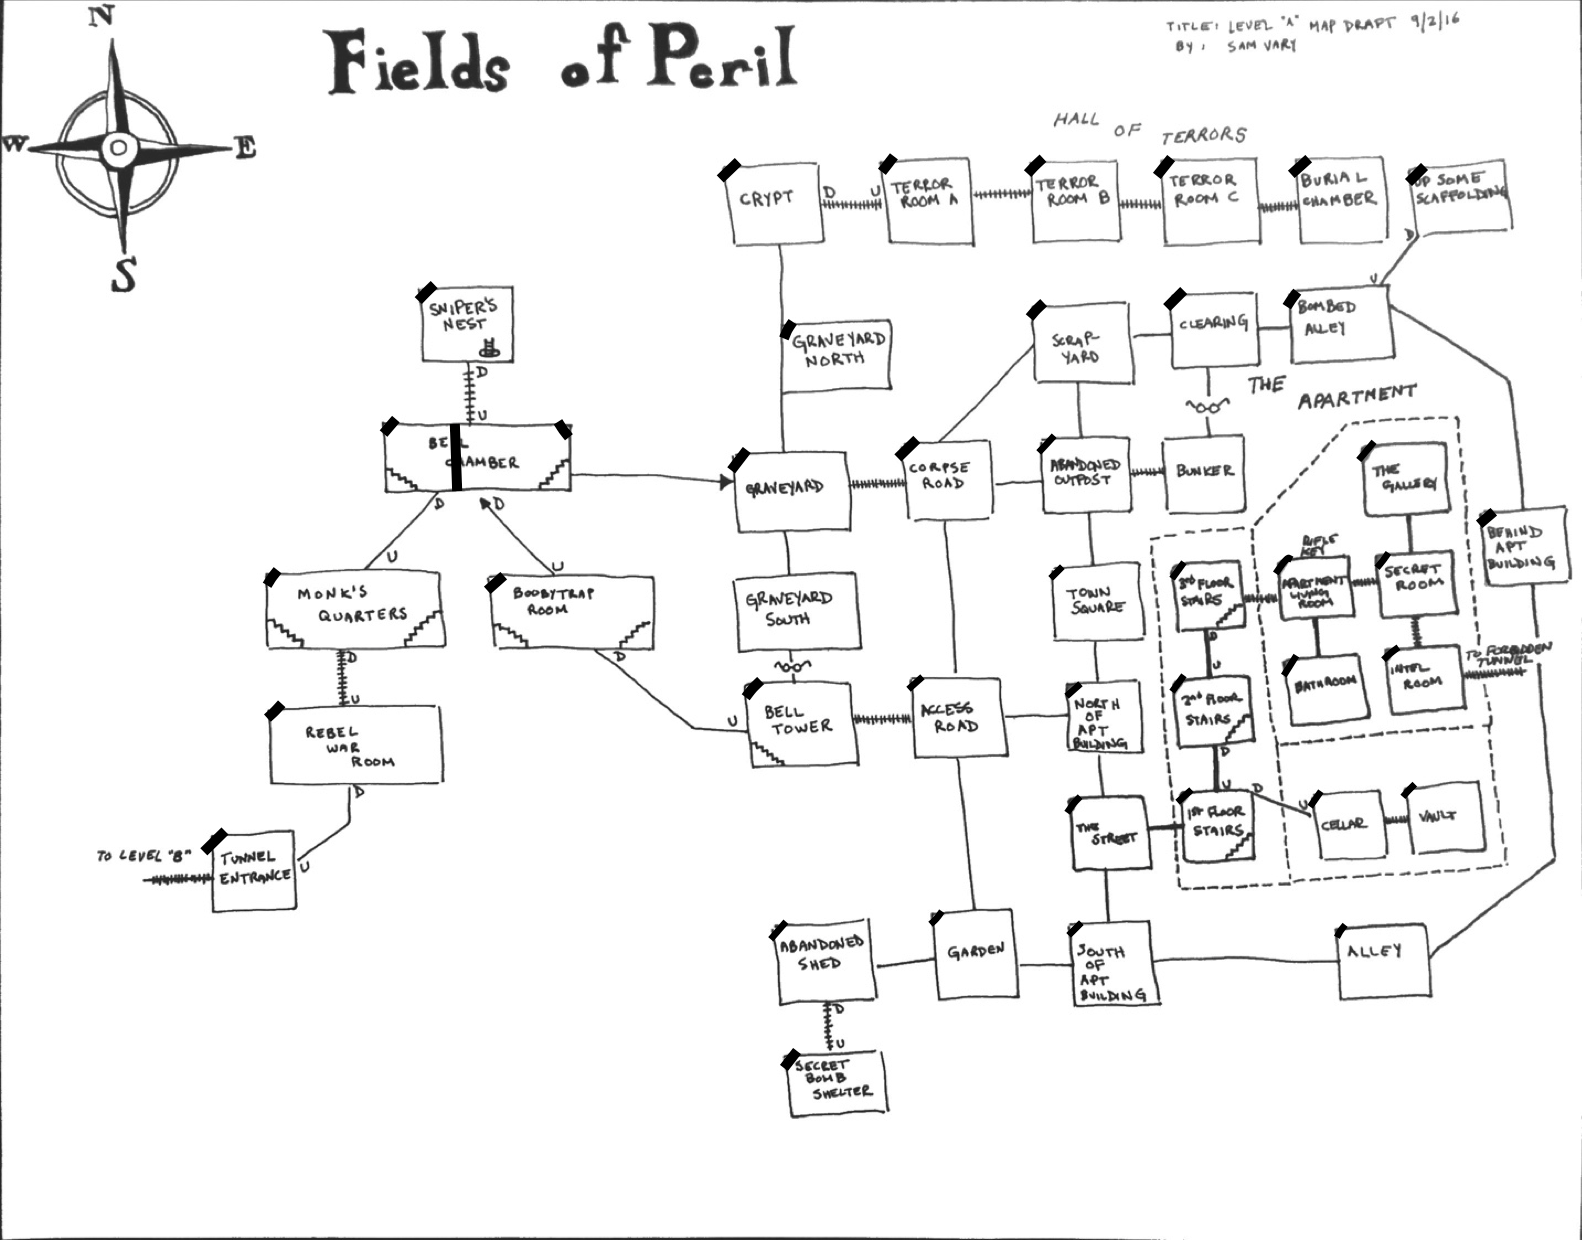 N
W
E
S
Fields of Peril
TITLE: LEVEL "A" MAP DRAFT 9/2/16
BY: SAM VARY
HALL OF TERRORS
CRYPT
D
U
TERROR
ROOM A
TERROR
ROOM B
TERROR
ROOM C
BURIAL
CHAMBER
UP SOME
SCAFFOLDING
D
U
SNIPER'S
NEST
D
U
GRAVEYARD
NORTH
SCRAP-
YARD
CLEARING
BOMBED
ALLEY
THE
APARTMENT
BELL
CHAMBER
D
D
GRAVEYARD
CORPSE
ROAD
ABANDONED
OUTPOST
BUNKER
THE
GALLERY
BEHIND
APT
BUILDING
U
U
MONK'S
QUARTERS
BOOBYTRAP
ROOM
GRAVEYARD
SOUTH
TOWN
SQUARE
3rd FLOOR
STAIRS
RIFLE
KEY
APARTMENT
LIVING
ROOM
SECRET
ROOM
D
D
D
U
TO FORBIDDEN
TUNNEL
U
REBEL
WAR
ROOM
U
BELL
TOWER
ACCESS
ROAD
NORTH
OF
APT
BUILDING
2nd FLOOR
STAIRS
BATHROOM
INTEL
ROOM
D
D
U
D
U
THE
STREET
1ST FLOOR
STAIRS
CELLAR
VAULT
TO LEVEL "B"
TUNNEL
ENTRANCE
U
ABANDONED
SHED
GARDEN
SOUTH
OF
APT
BUILDING
ALLEY
D
U
SECRET
BOMB
SHELTER